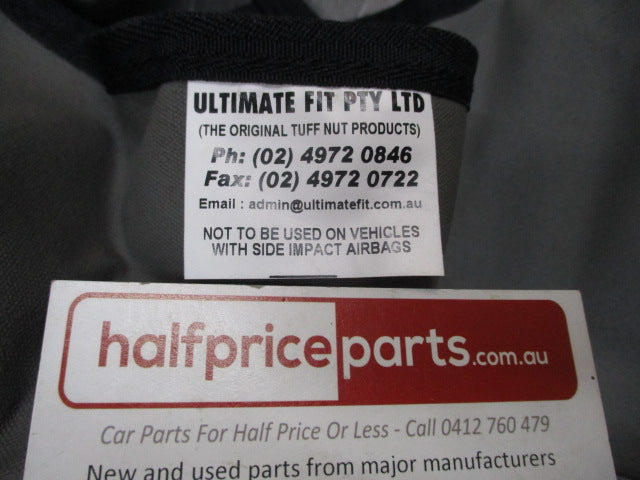 ULTIMATE FIT PTY LTD
(THE ORIGINAL TUFF NUT PRODUCTS)
Ph: (02) 4972 0846
Fax: (02) 4972 0722
Email : admin@ultimatefit.com.au
NOT TO BE USED ON VEHICLES
WITH SIDE IMPACT AIRBAGS
halfpriceparts.com.au
Car Parts For Half Price Or Less - Call 0412 760 479
New and used parts from major manufacturers